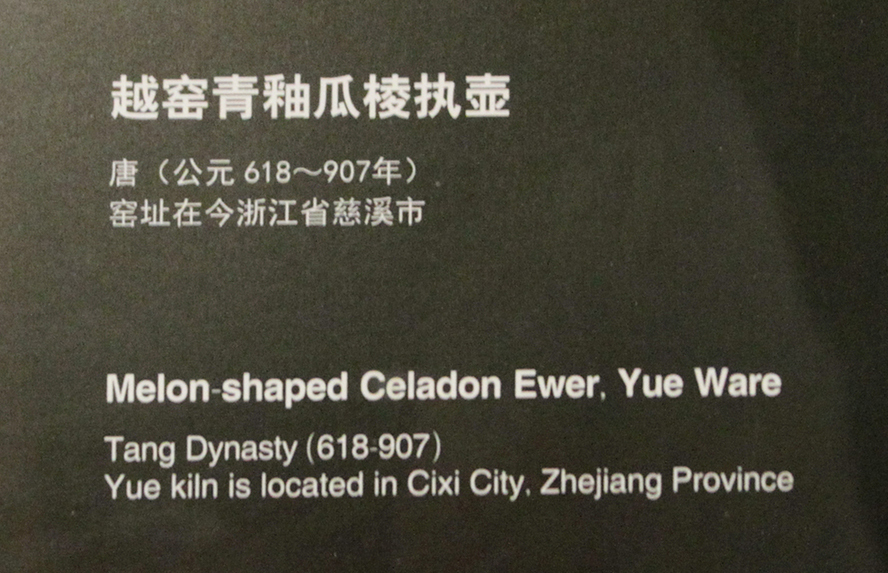 越窑青釉瓜棱执壶
唐（公元 618～907年）
窑址在今浙江省慈溪市
Melon-shaped Celadon Ewer, Yue Ware
Tang Dynasty (618-907)
Yue kiln is located in Cixi City, Zhejiang Province